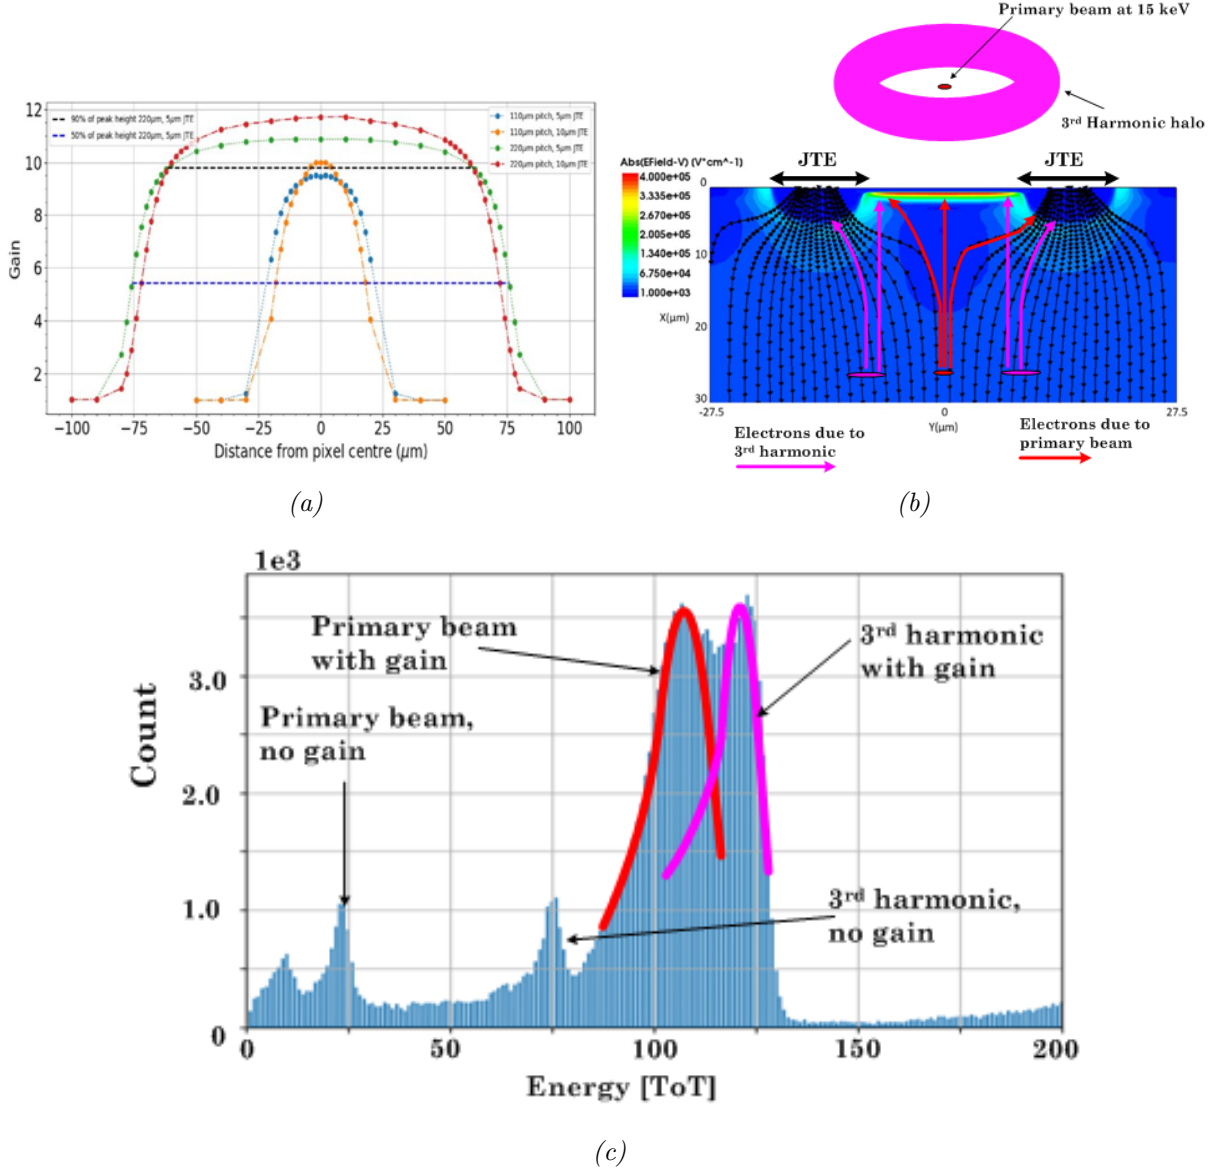 12
10
8
6
4
2
Gain
90% of peak height 220μm, 5μm JTE
50% of peak height 220μm, 5μm JTE
110μm pitch, 5μm JTE
110μm pitch, 10μm JTE
220μm pitch, 5μm JTE
220μm pitch, 10μm JTE
−100 −75 −50 −25 0 25 50 75 100
Distance from pixel centre (μm)
(a)
Primary beam at 15 keV
3rd Harmonic halo
JTE JTE
Abs(EField-V) (V*cm^-1)
4.000e+05
3.335e+05
2.670e+05
2.005e+05
1.340e+05
6.750e+04
1.000e+03
X(μm)
0
10
20
30
-27.5 0 27.5
Y(μm)
Electrons due to
3rd harmonic
Electrons due to
primary beam
(b)
1e3
3.0
2.0
1.0
0
Count
Primary beam
with gain
3rd harmonic
with gain
Primary beam,
no gain
3rd harmonic,
no gain
0 50 100 150 200
Energy [ToT]
(c)